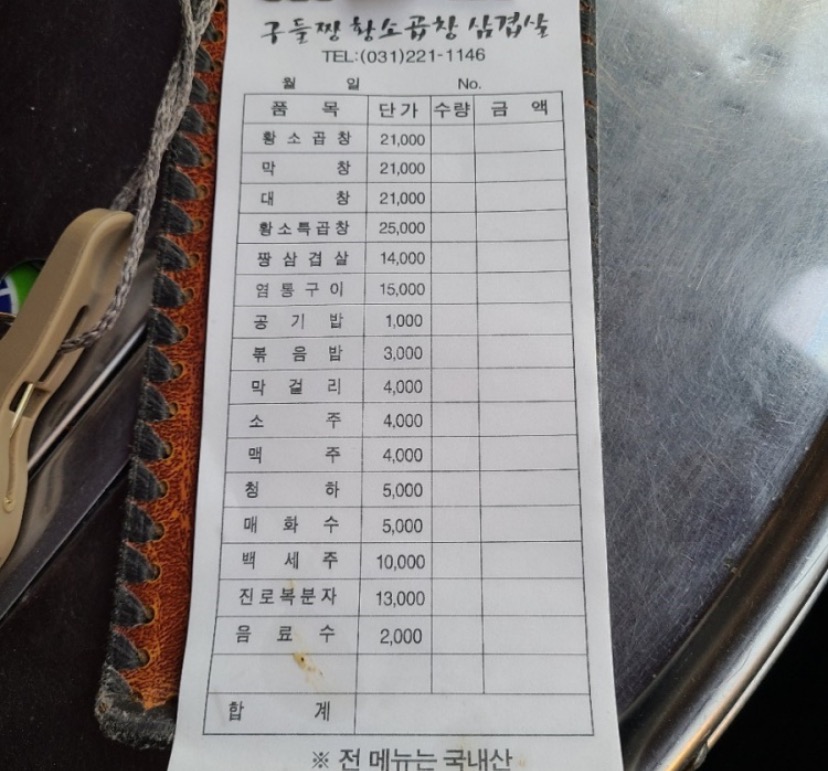 구들짱 황소곱창 삼겹살
TEL:(031)221-1146
월 일 No.
품 목 단가 수량 금 액
황소곱창 21,000
막 창 21,000
대 창 21,000
황소특곱창 25,000
짱삼겹살 14,000
염통구이 15,000
공기밥 1,000
볶음밥 3,000
막걸리 4,000
소 주 4,000
맥 주 4,000
청 하 5,000
매화수 5,000
백세주 10,000
진로복분자 13,000
음료수 2,000
합 계
※ 전 메뉴는 국내산